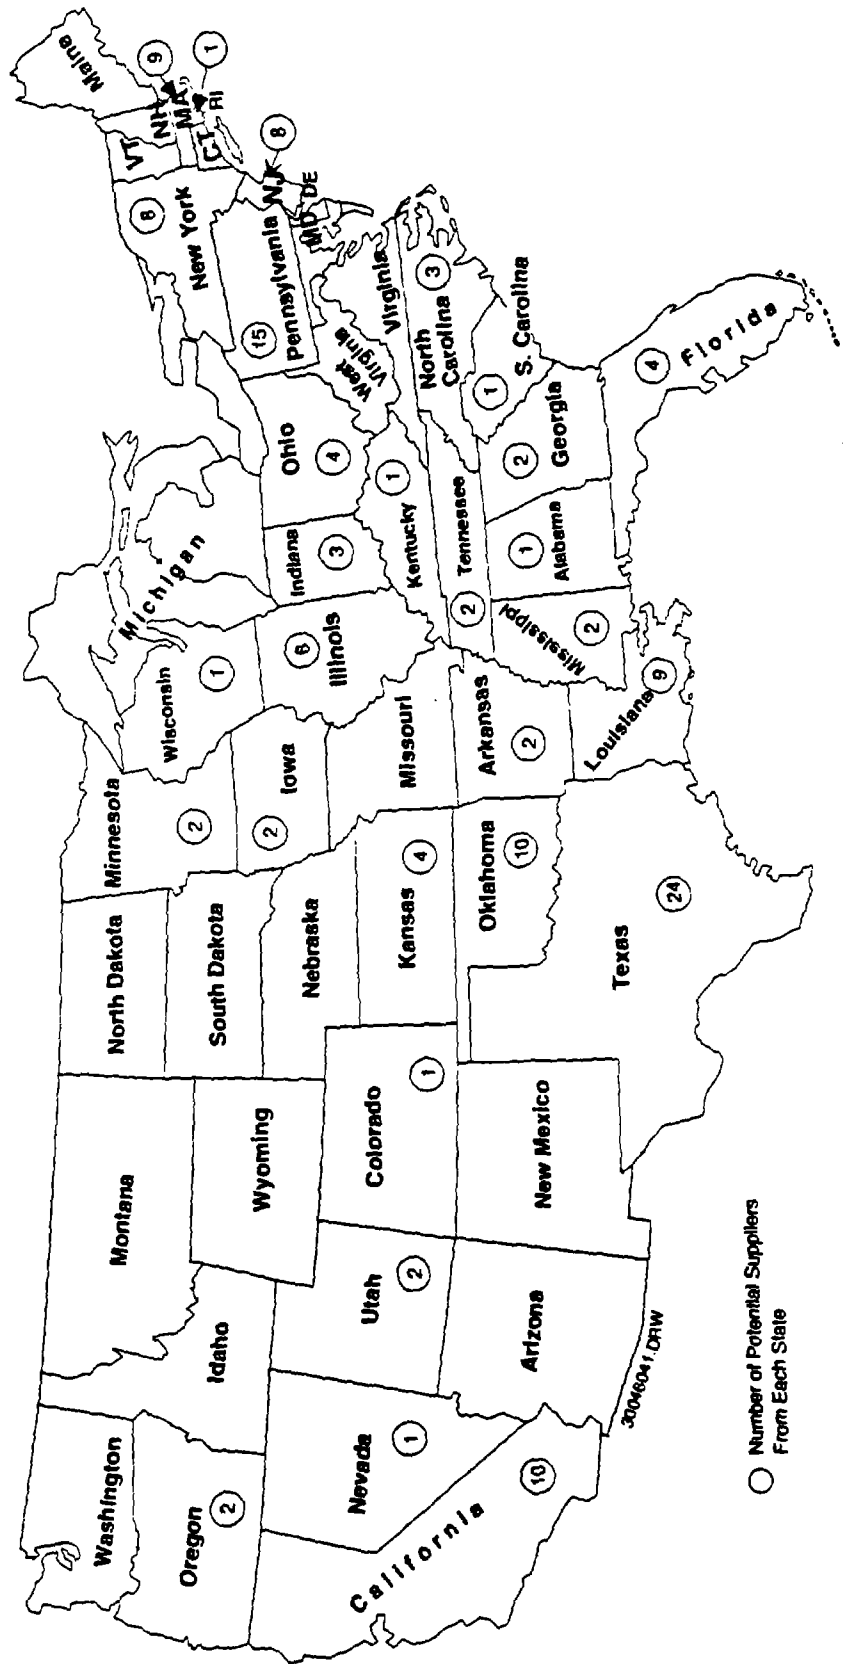 Washington
Oregon
2
California
10
Nevada
1
Idaho
Montana
Wyoming
Utah
2
Arizona
Colorado
1
New Mexico
North Dakota
South Dakota
Nebraska
Kansas
4
Oklahoma
10
Texas
24
Minnesota
2
Iowa
2
Missouri
Arkansas
2
Louisiana
9
Wisconsin
1
Illinois
6
Michigan
Indiana
3
Ohio
4
Kentucky
1
Tennessee
2
Mississippi
2
Alabama
1
Georgia
2
Florida
4
S. Carolina
1
North
Carolina
3
Virginia
West
Virginia
Pennsylvania
15
New York
8
VT
NH
Maine
MA
9
CT
RI
1
NJ
8
DE
MD
30046041.DRW
Number of Potential Suppliers
From Each State